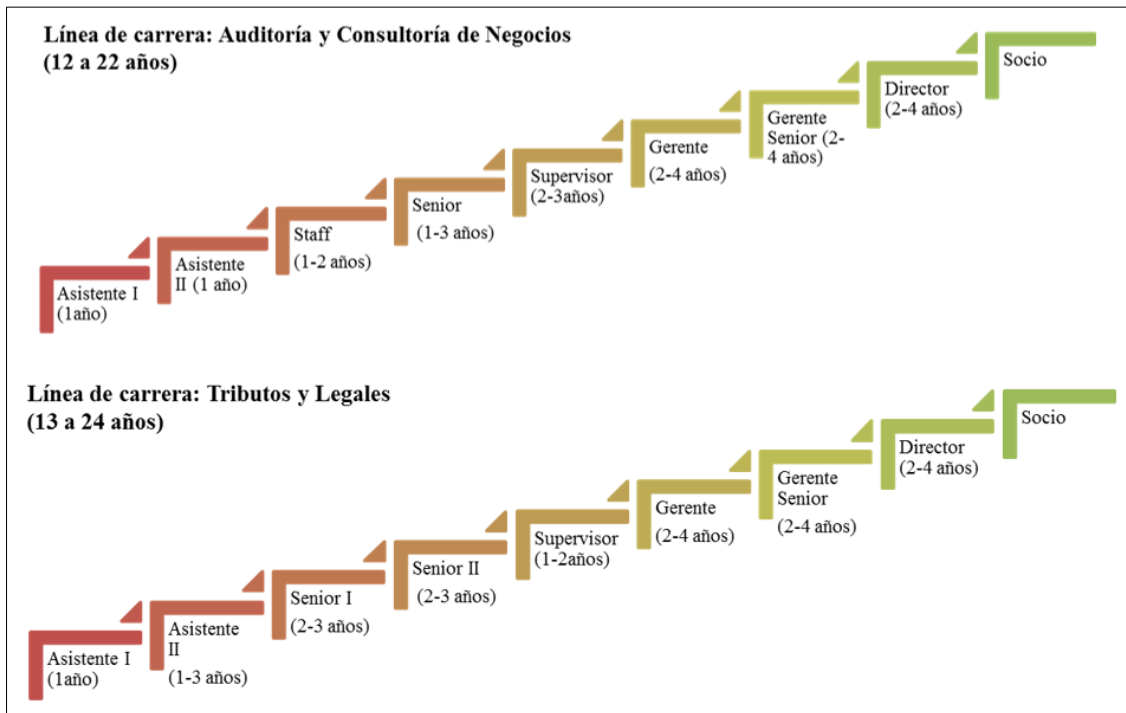 Línea de carrera: Auditoría y Consultoría de Negocios
(12 a 22 años)
Asistente I
(1año)
Asistente
II (1 año)
Staff
(1-2 años)
Senior
(1-3 años)
Supervisor
(2-3años)
Gerente
(2-4 años)
Gerente
Senior (2-
4 años)
Director
(2-4 años)
Socio
Línea de carrera: Tributos y Legales
(13 a 24 años)
Asistente I
(1año)
Asistente
II
(1-3 años)
Senior I
(2-3 años)
Senior II
(2-3 años)
Supervisor
(1-2años)
Gerente
(2-4 años)
Gerente
Senior
(2-4 años)
Director
(2-4 años)
Socio